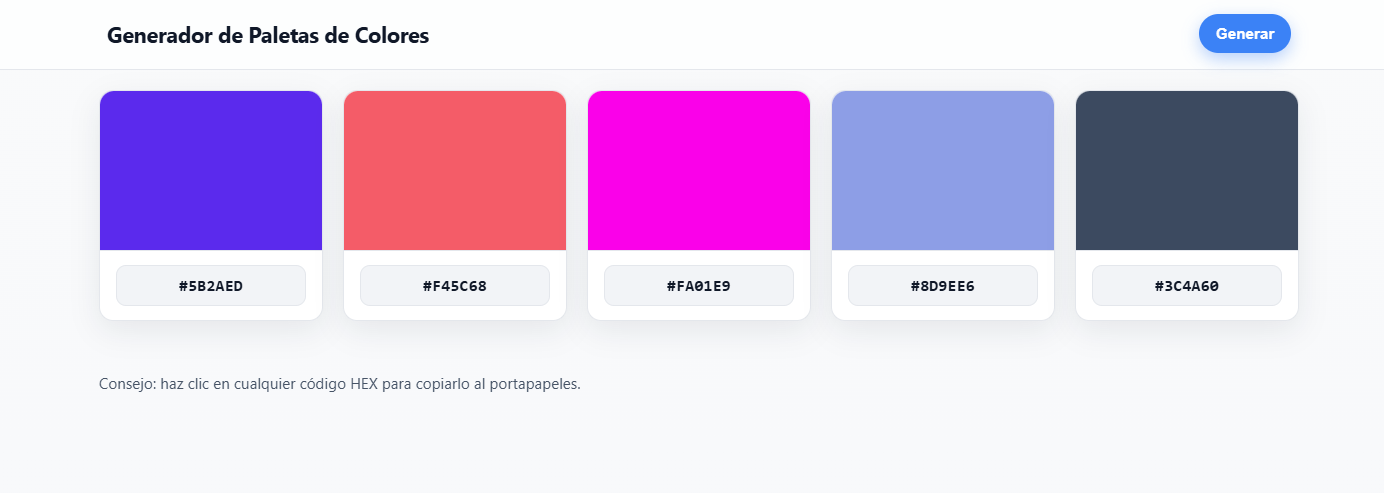 Generador de Paletas de Colores
Generar
#5B2AED
#F45C68
#FA01E9
#8D9EE6
#3C4A60
Consejo: haz clic en cualquier código HEX para copiarlo al portapapeles.